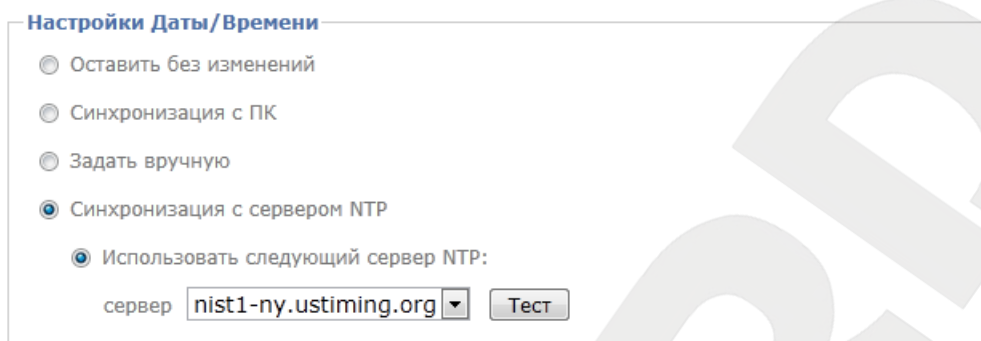 Настройки Даты/Времени
Оставить без изменений
Синхронизация с ПК
Задать вручную
Синхронизация с сервером NTP
Использовать следующий сервер NTP:
сервер nist1-ny.ustiming.org Тест